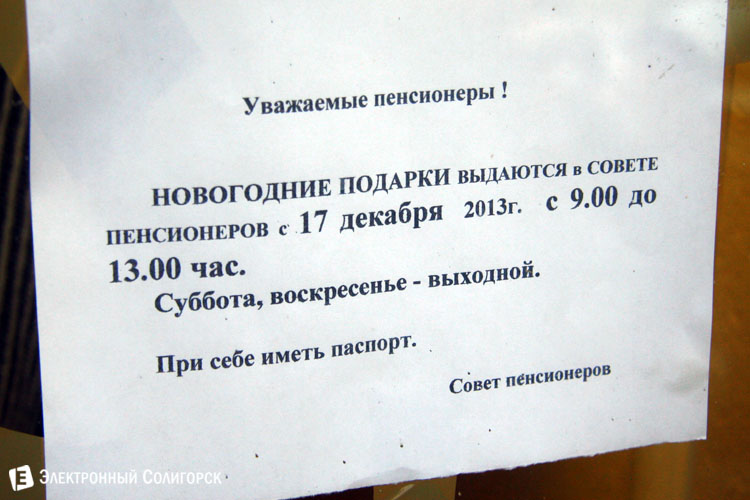 Уважаемые пенсионеры !
НОВОГОДНИЕ ПОДАРКИ ВЫДАЮТСЯ в СОВЕТЕ
ПЕНСИОНЕРОВ с 17 декабря 2013г. с 9.00 до
13.00 час.
Суббота, воскресенье - выходной.
При себе иметь паспорт.
Совет пенсионеров
Е Электронный Солигорск